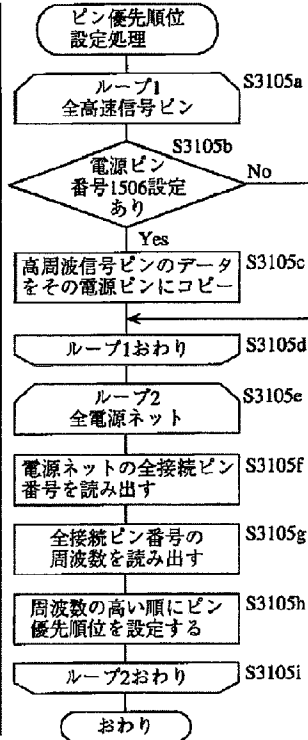 ピン優先順位
設定処理
ループ1
全高速信号ピン
S3105a
S3105b
電源ピン
番号1506設定
あり
No
Yes
高周波信号ピンのデータ
をその電源ピンにコピー
S3105c
ループ1おわり
S3105d
ループ2
全電源ネット
S3105e
電源ネットの全接続ピン
番号を読み出す
S3105f
全接続ピン番号の
周波数を読み出す
S3105g
周波数の高い順にピン
優先順位を設定する
S3105h
ループ2おわり
S3105i
おわり